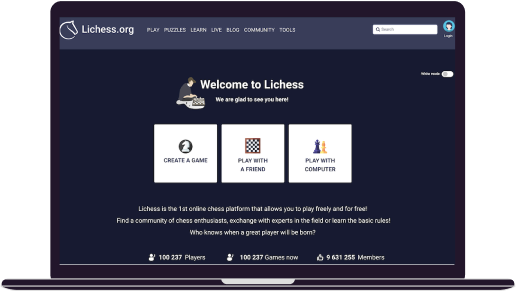 Lichess.org
PLAY PUZZLES LEARN LIVE BLOG COMMUNITY TOOLS
Search
Login
White mode
Welcome to Lichess
We are glad to see you here!
CREATE A GAME
PLAY WITH
A FRIEND
PLAY WITH
COMPUTER
Lichess is the 1st online chess platform that allows you to play freely and for free!
Find a community of chess enthusiasts, exchange with experts in the field or learn the basic rules!
Who knows when a great player will be born?
100 237 Players
100 237 Games now
9 631 255 Members